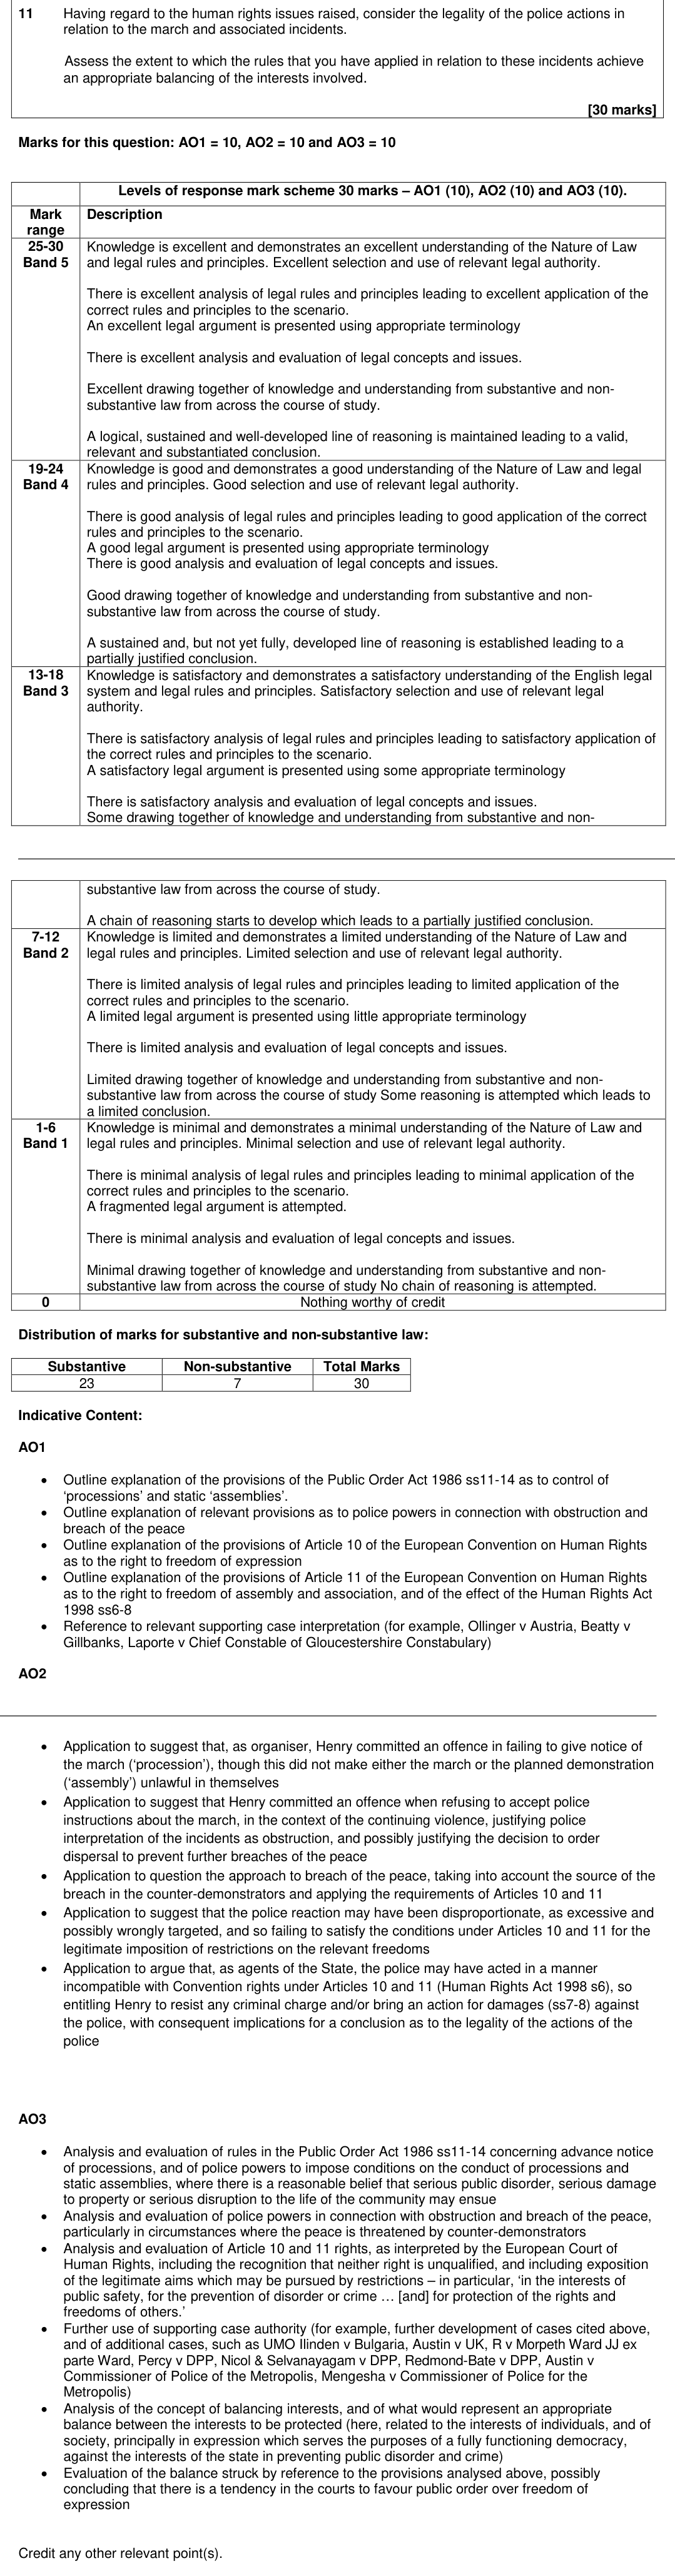 11 Having regard to the human rights issues raised, consider the legality of the police actions in
relation to the march and associated incidents.
Assess the extent to which the rules that you have applied in relation to these incidents achieve
an appropriate balancing of the interests involved.
[30 marks]
Marks for this question: AO1 = 10, AO2 = 10 and AO3 = 10
Levels of response mark scheme 30 marks – AO1 (10), AO2 (10) and AO3 (10).
Mark range Description
25-30
Band 5
Knowledge is excellent and demonstrates an excellent understanding of the Nature of Law
and legal rules and principles. Excellent selection and use of relevant legal authority.
There is excellent analysis of legal rules and principles leading to excellent application of the
correct rules and principles to the scenario.
An excellent legal argument is presented using appropriate terminology
There is excellent analysis and evaluation of legal concepts and issues.
Excellent drawing together of knowledge and understanding from substantive and non-
substantive law from across the course of study.
A logical, sustained and well-developed line of reasoning is maintained leading to a valid,
relevant and substantiated conclusion.
19-24
Band 4
Knowledge is good and demonstrates a good understanding of the Nature of Law and legal
rules and principles. Good selection and use of relevant legal authority.
There is good analysis of legal rules and principles leading to good application of the correct
rules and principles to the scenario.
A good legal argument is presented using appropriate terminology
There is good analysis and evaluation of legal concepts and issues.
Good drawing together of knowledge and understanding from substantive and non-
substantive law from across the course of study.
A sustained and, but not yet fully, developed line of reasoning is established leading to a
partially justified conclusion.
13-18
Band 3
Knowledge is satisfactory and demonstrates a satisfactory understanding of the English legal
system and legal rules and principles. Satisfactory selection and use of relevant legal
authority.
There is satisfactory analysis of legal rules and principles leading to satisfactory application of
the correct rules and principles to the scenario.
A satisfactory legal argument is presented using some appropriate terminology
There is satisfactory analysis and evaluation of legal concepts and issues.
Some drawing together of knowledge and understanding from substantive and non-
substantive law from across the course of study.
A chain of reasoning starts to develop which leads to a partially justified conclusion.
7-12
Band 2
Knowledge is limited and demonstrates a limited understanding of the Nature of Law and
legal rules and principles. Limited selection and use of relevant legal authority.
There is limited analysis of legal rules and principles leading to limited application of the
correct rules and principles to the scenario.
A limited legal argument is presented using little appropriate terminology
There is limited analysis and evaluation of legal concepts and issues.
Limited drawing together of knowledge and understanding from substantive and non-
substantive law from across the course of study Some reasoning is attempted which leads to
a limited conclusion.
1-6
Band 1
Knowledge is minimal and demonstrates a minimal understanding of the Nature of Law and
legal rules and principles. Minimal selection and use of relevant legal authority.
There is minimal analysis of legal rules and principles leading to minimal application of the
correct rules and principles to the scenario.
A fragmented legal argument is attempted.
There is minimal analysis and evaluation of legal concepts and issues.
Minimal drawing together of knowledge and understanding from substantive and non-
substantive law from across the course of study No chain of reasoning is attempted.
0 Nothing worthy of credit
Distribution of marks for substantive and non-substantive law:
Substantive Non-substantive Total Marks
23 7 30
Indicative Content:
AO1
• Outline explanation of the provisions of the Public Order Act 1986 ss11-14 as to control of
‘processions’ and static ‘assemblies’.
• Outline explanation of relevant provisions as to police powers in connection with obstruction and
breach of the peace
• Outline explanation of the provisions of Article 10 of the European Convention on Human Rights
as to the right to freedom of expression
• Outline explanation of the provisions of Article 11 of the European Convention on Human Rights
as to the right to freedom of assembly and association, and of the effect of the Human Rights Act
1998 ss6-8
• Reference to relevant supporting case interpretation (for example, Ollinger v Austria, Beatty v
Gillbanks, Laporte v Chief Constable of Gloucestershire Constabulary)
AO2
• Application to suggest that, as organiser, Henry committed an offence in failing to give notice of
the march (‘procession’), though this did not make either the march or the planned demonstration
(‘assembly’) unlawful in themselves
• Application to suggest that Henry committed an offence when refusing to accept police
instructions about the march, in the context of the continuing violence, justifying police
interpretation of the incidents as obstruction, and possibly justifying the decision to order
dispersal to prevent further breaches of the peace
• Application to question the approach to breach of the peace, taking into account the source of the
breach in the counter-demonstrators and applying the requirements of Articles 10 and 11
• Application to suggest that the police reaction may have been disproportionate, as excessive and
possibly wrongly targeted, and so failing to satisfy the conditions under Articles 10 and 11 for the
legitimate imposition of restrictions on the relevant freedoms
• Application to argue that, as agents of the State, the police may have acted in a manner
incompatible with Convention rights under Articles 10 and 11 (Human Rights Act 1998 s6), so
entitling Henry to resist any criminal charge and/or bring an action for damages (ss7-8) against
the police, with consequent implications for a conclusion as to the legality of the actions of the
police
AO3
• Analysis and evaluation of rules in the Public Order Act 1986 ss11-14 concerning advance notice
of processions, and of police powers to impose conditions on the conduct of processions and
static assemblies, where there is a reasonable belief that serious public disorder, serious damage
to property or serious disruption to the life of the community may ensue
• Analysis and evaluation of police powers in connection with obstruction and breach of the peace,
particularly in circumstances where the peace is threatened by counter-demonstrators
• Analysis and evaluation of Article 10 and 11 rights, as interpreted by the European Court of
Human Rights, including the recognition that neither right is unqualified, and including exposition
of the legitimate aims which may be pursued by restrictions – in particular, ‘in the interests of
public safety, for the prevention of disorder or crime … [and] for protection of the rights and
freedoms of others.’
• Further use of supporting case authority (for example, further development of cases cited above,
and of additional cases, such as UMO Ilinden v Bulgaria, Austin v UK, R v Morpeth Ward JJ ex
parte Ward, Percy v DPP, Nicol & Selvanayagam v DPP, Redmond-Bate v DPP, Austin v
Commissioner of Police of the Metropolis, Mengesha v Commissioner of Police for the
Metropolis)
• Analysis of the concept of balancing interests, and of what would represent an appropriate
balance between the interests to be protected (here, related to the interests of individuals, and of
society, principally in expression which serves the purposes of a fully functioning democracy,
against the interests of the state in preventing public disorder and crime)
• Evaluation of the balance struck by reference to the provisions analysed above, possibly
concluding that there is a tendency in the courts to favour public order over freedom of
expression
Credit any other relevant point(s).